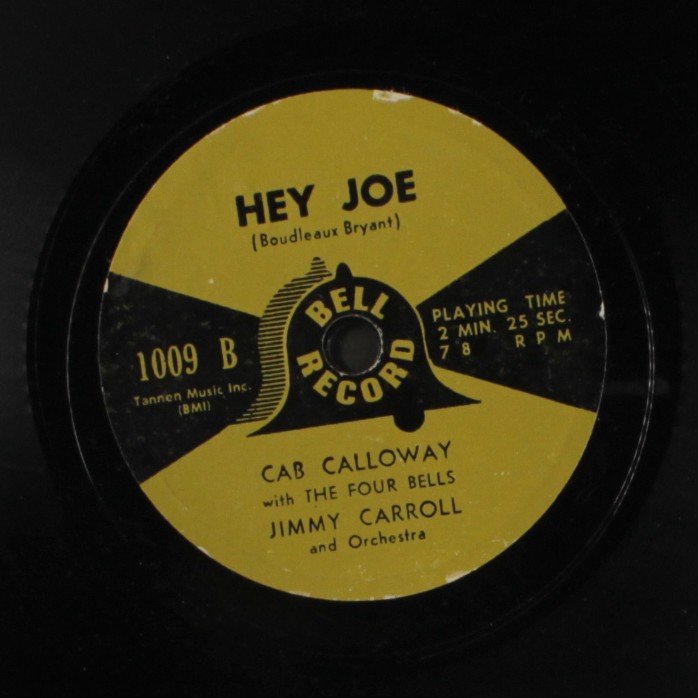 HEY JOE
(Boudleaux Bryant)
BELL
RECORD
1009 B
Tannen Music Inc.
(BMI)
PLAYING TIME
2 MIN. 25 SEC.
78 RPM
CAB CALLOWAY
with THE FOUR BELLS
JIMMY CARROLL
and Orchestra